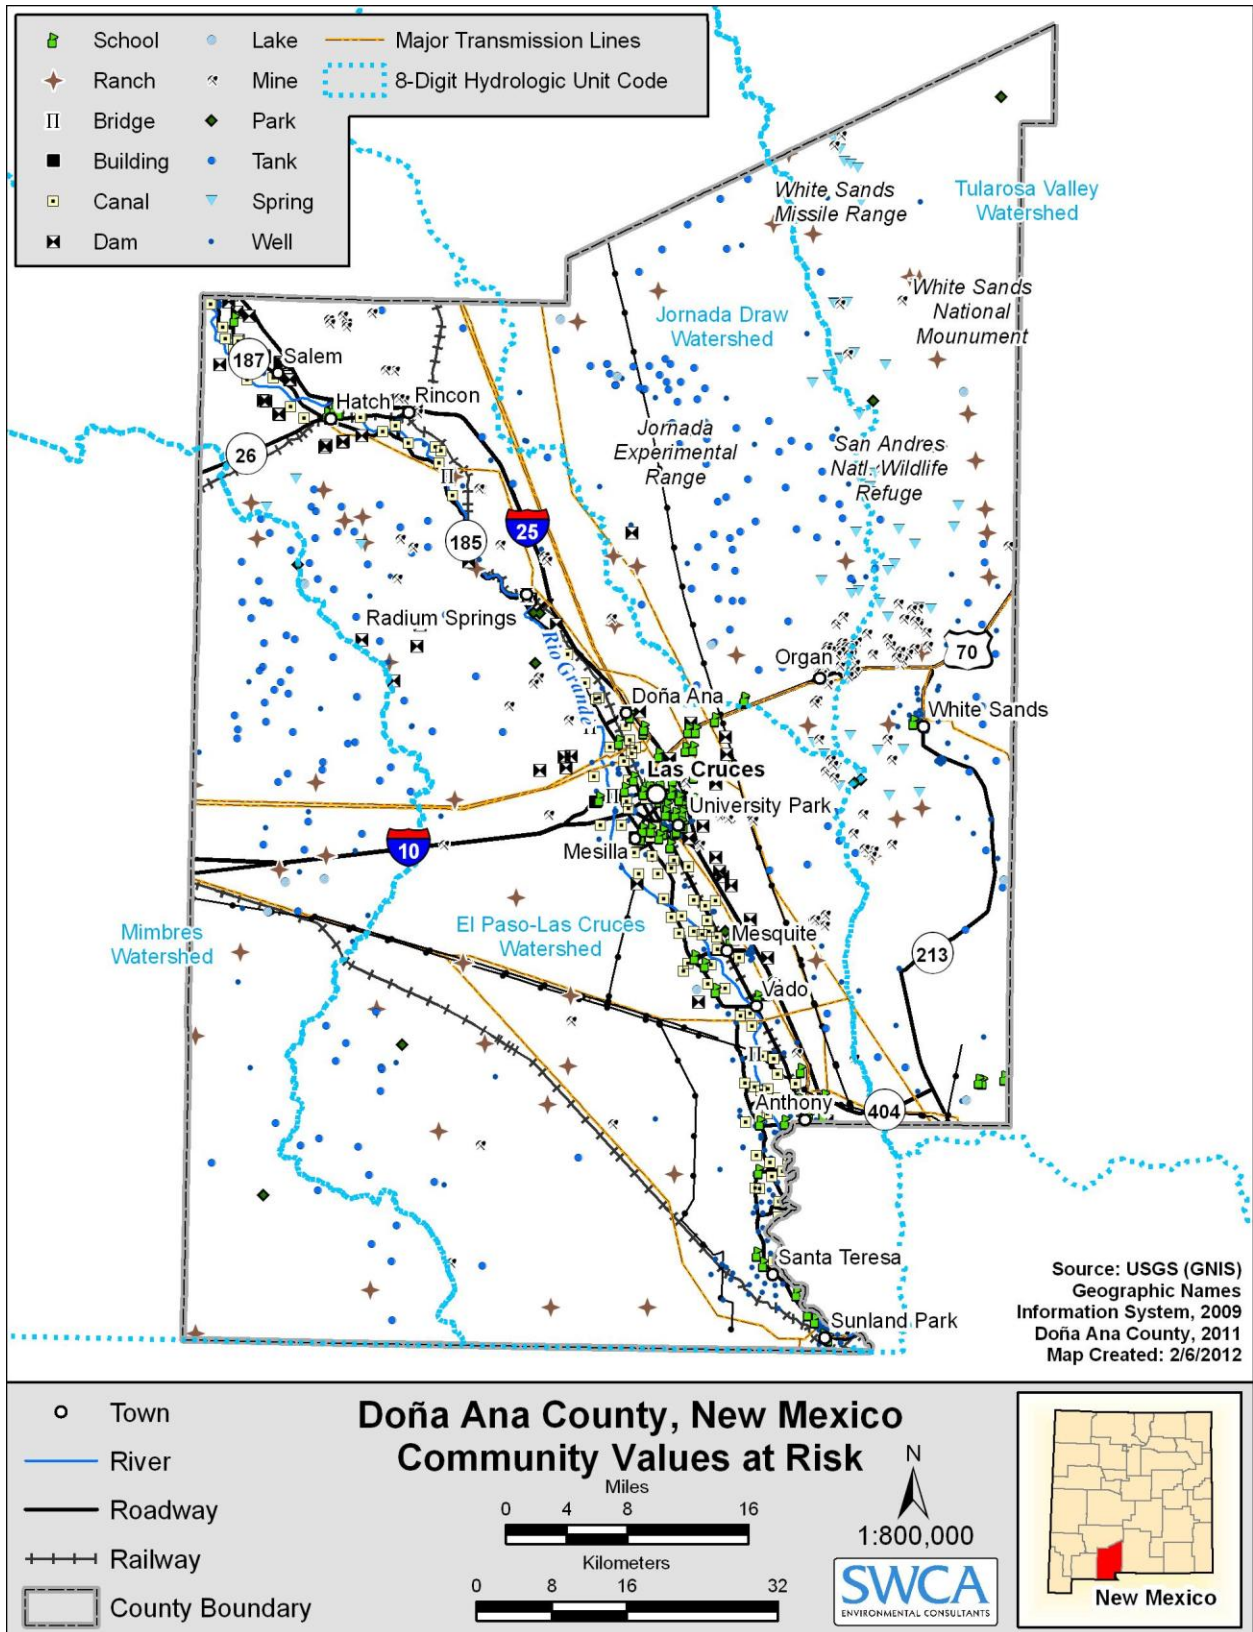 School
Lake
Major Transmission Lines
Ranch
Mine
8-Digit Hydrologic Unit Code
Bridge
Park
Building
Tank
Canal
Spring
Dam
Well
White Sands
Missile Range
Tularosa Valley
Watershed
White Sands
National
Mounument
Jornada Draw
Watershed
187
Salem
Hatch
Rincon
26
Jornada
Experimental
Range
San Andres
Natl. Wildlife
Refuge
185
25
Radium Springs
Rio Grande
Organ
70
Doña Ana
White Sands
Las Cruces
University Park
10
Mesilla
Mimbres
Watershed
El Paso-Las Cruces
Watershed
Mesquite
213
Vado
Anthony
404
Santa Teresa
Sunland Park
Source: USGS (GNIS)
Geographic Names
Information System, 2009
Doña Ana County, 2011
Map Created: 2/6/2012
Town
River
Roadway
Railway
County Boundary
Doña Ana County, New Mexico
Community Values at Risk
Miles
0 4 8 16
Kilometers
0 8 16 32
N
1:800,000
SWCA
ENVIRONMENTAL CONSULTANTS
New Mexico